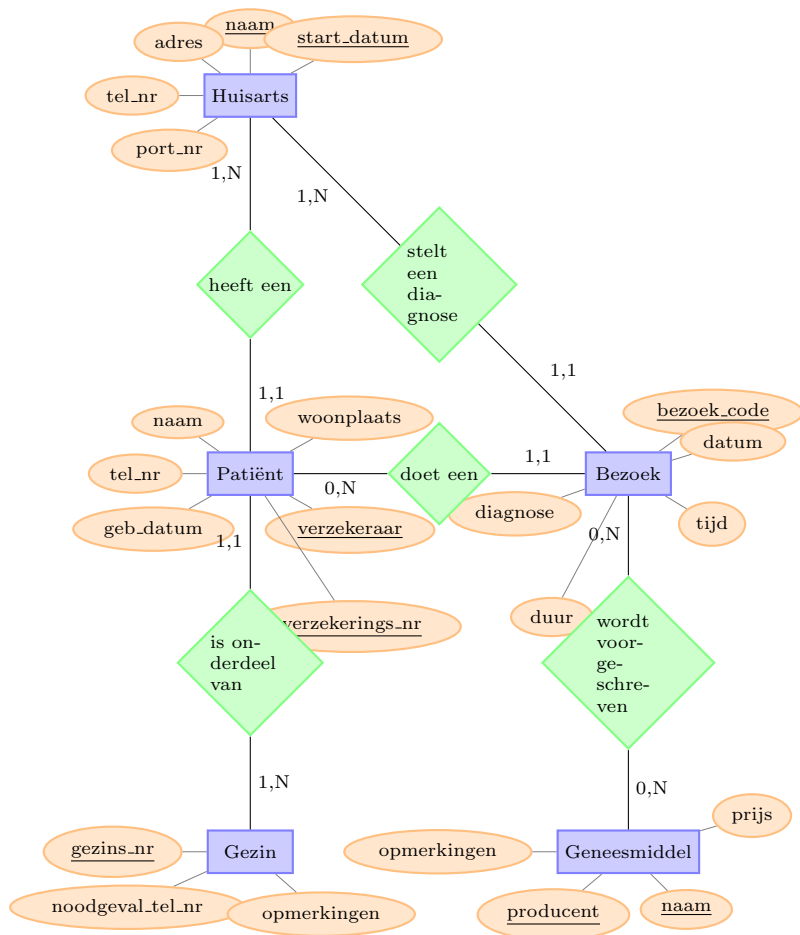 naam
start_datum
adres
Huisarts
tel_nr
port_nr
1,N
1,N
stelt
een
dia-
gnose
heeft een
1,1
1,1
naam
woonplaats
bezoek_code
datum
Patiënt
tel_nr
0,N
doet een
1,1
Bezoek
geb_datum
verzekeraar
diagnose
tijd
1,1
0,N
verzekerings_nr
duur
is on-
derdeel
van
wordt
voor-
ge-
schre-
ven
1,N
0,N
prijs
gezins_nr
Gezin
opmerkingen
Geneesmiddel
noodgeval_tel_nr
opmerkingen
producent
naam